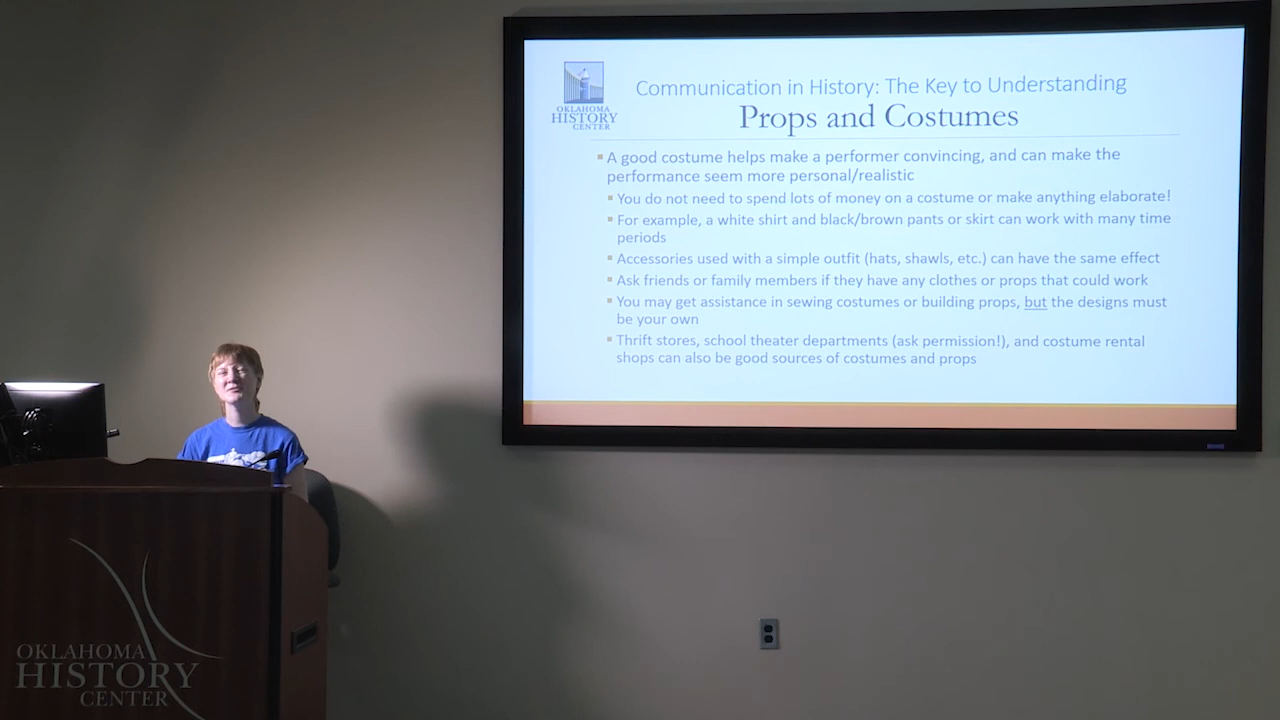 Communication in History: The Key to Understanding
OKLAHOMA
HISTORY
CENTER
Props and Costumes
▪ A good costume helps make a performer convincing, and can make the
performance seem more personal/realistic
▪ You do not need to spend lots of money on a costume or make anything elaborate!
▪ For example, a white shirt and black/brown pants or skirt can work with many time
periods
▪ Accessories used with a simple outfit (hats, shawls, etc.) can have the same effect
▪ Ask friends or family members if they have any clothes or props that could work
▪ You may get assistance in sewing costumes or building props, but the designs must
be your own
▪ Thrift stores, school theater departments (ask permission!), and costume rental
shops can also be good sources of costumes and props
OKLAHOMA
HISTORY
CENTER